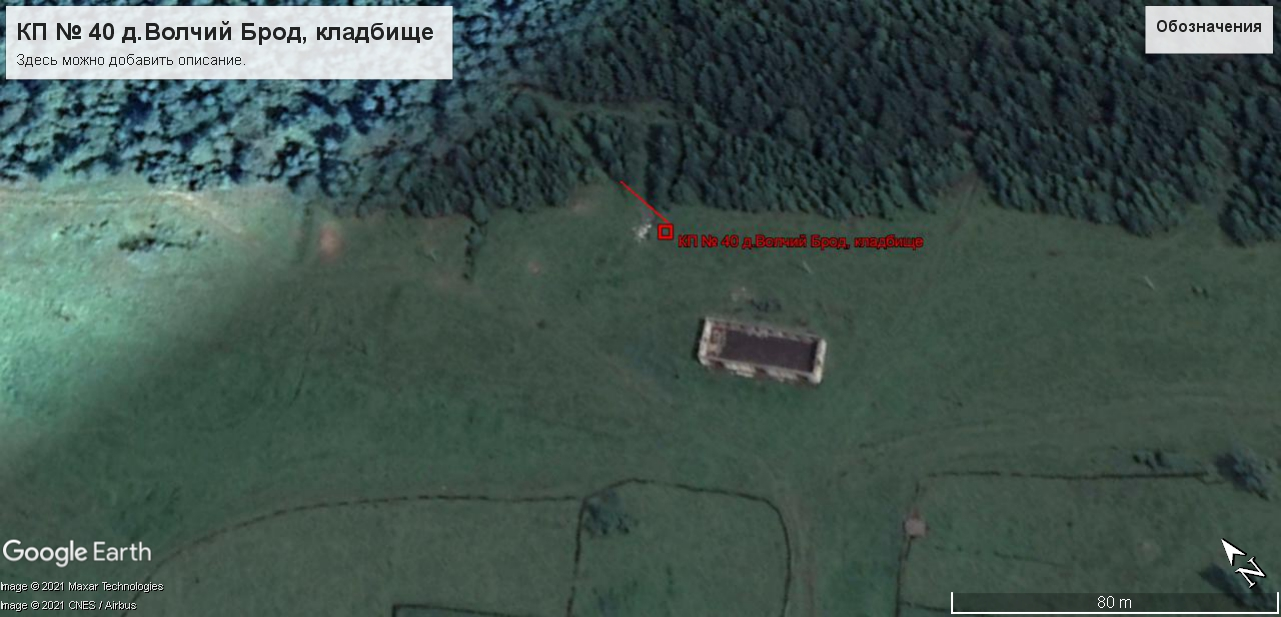 КП № 40 д.Волчий Брод, кладбище
Здесь можно добавить описание.
Обозначения
КП № 40 д.Волчий Брод, кладбище
Google Earth
Image © 2021 Maxar Technologies
Image © 2021 CNES / Airbus
N
80 m